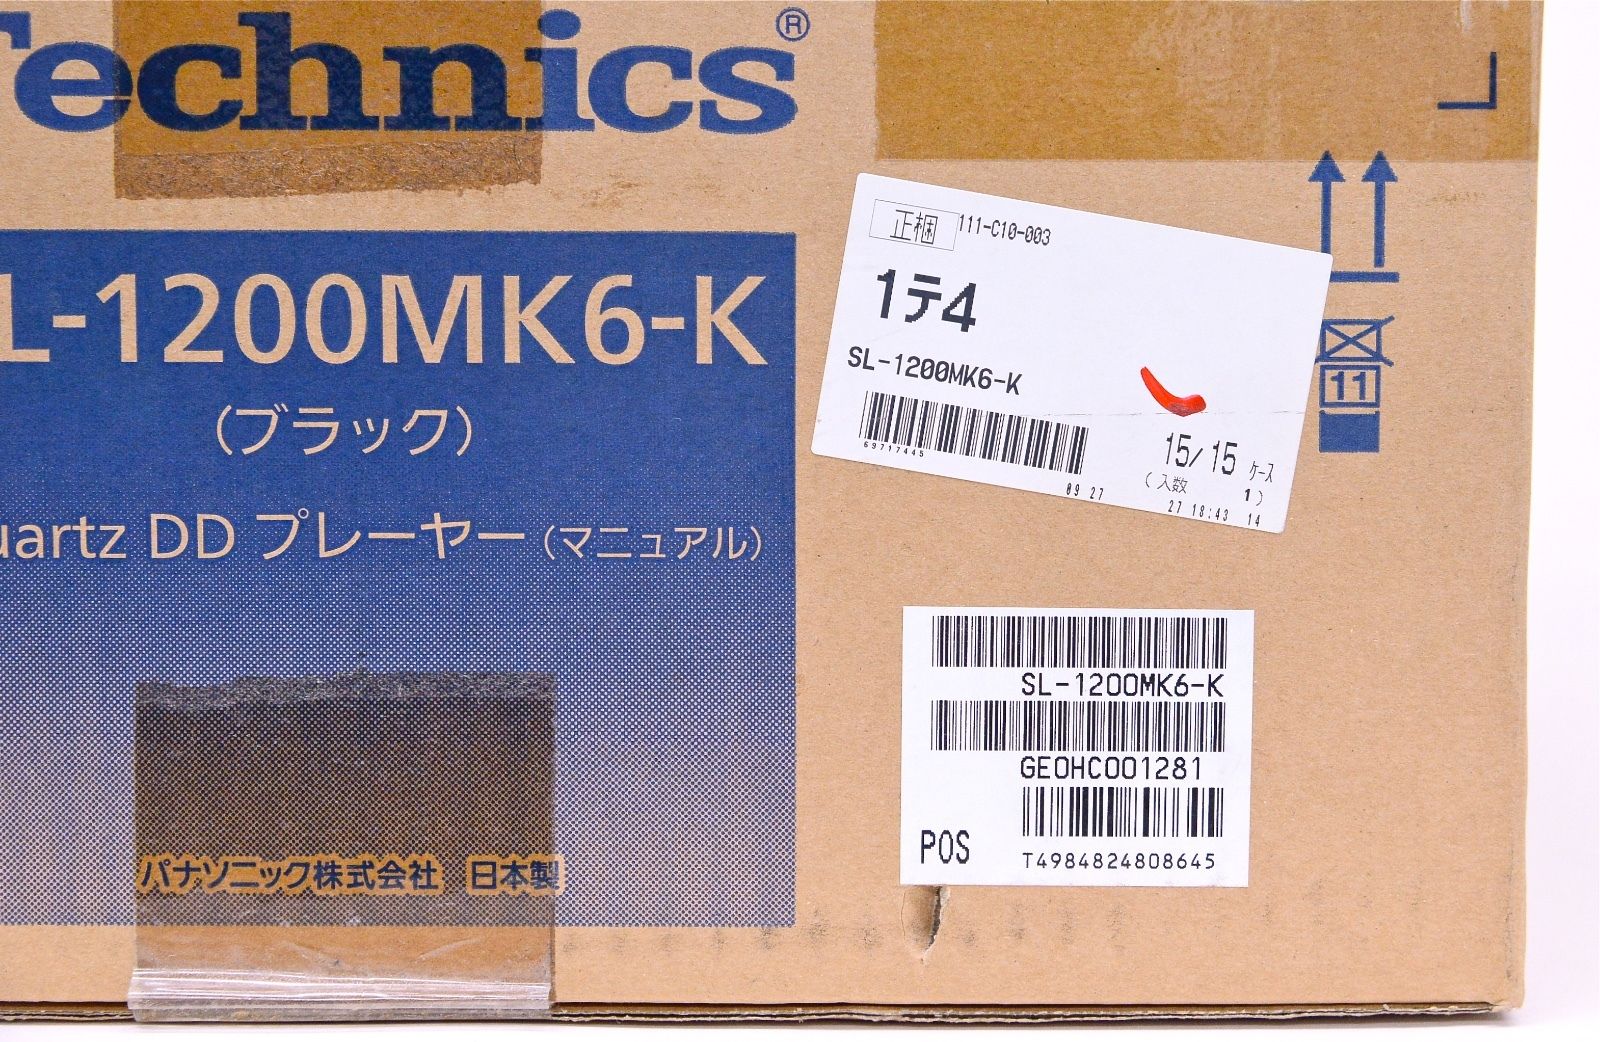 Technics®
SL-1200MK6-K
(ブラック)
uartz DD プレーヤー (マニュアル)
パナソニック株式会社 日本製
正梱 111-C10-003
1テ4
SL-1200MK6-K
69717445
15/15 ケース
(入数 1)
09 27
27 18:43 14
11
SL-1200MK6-K
GE0HC001281
POS
T4984824808645